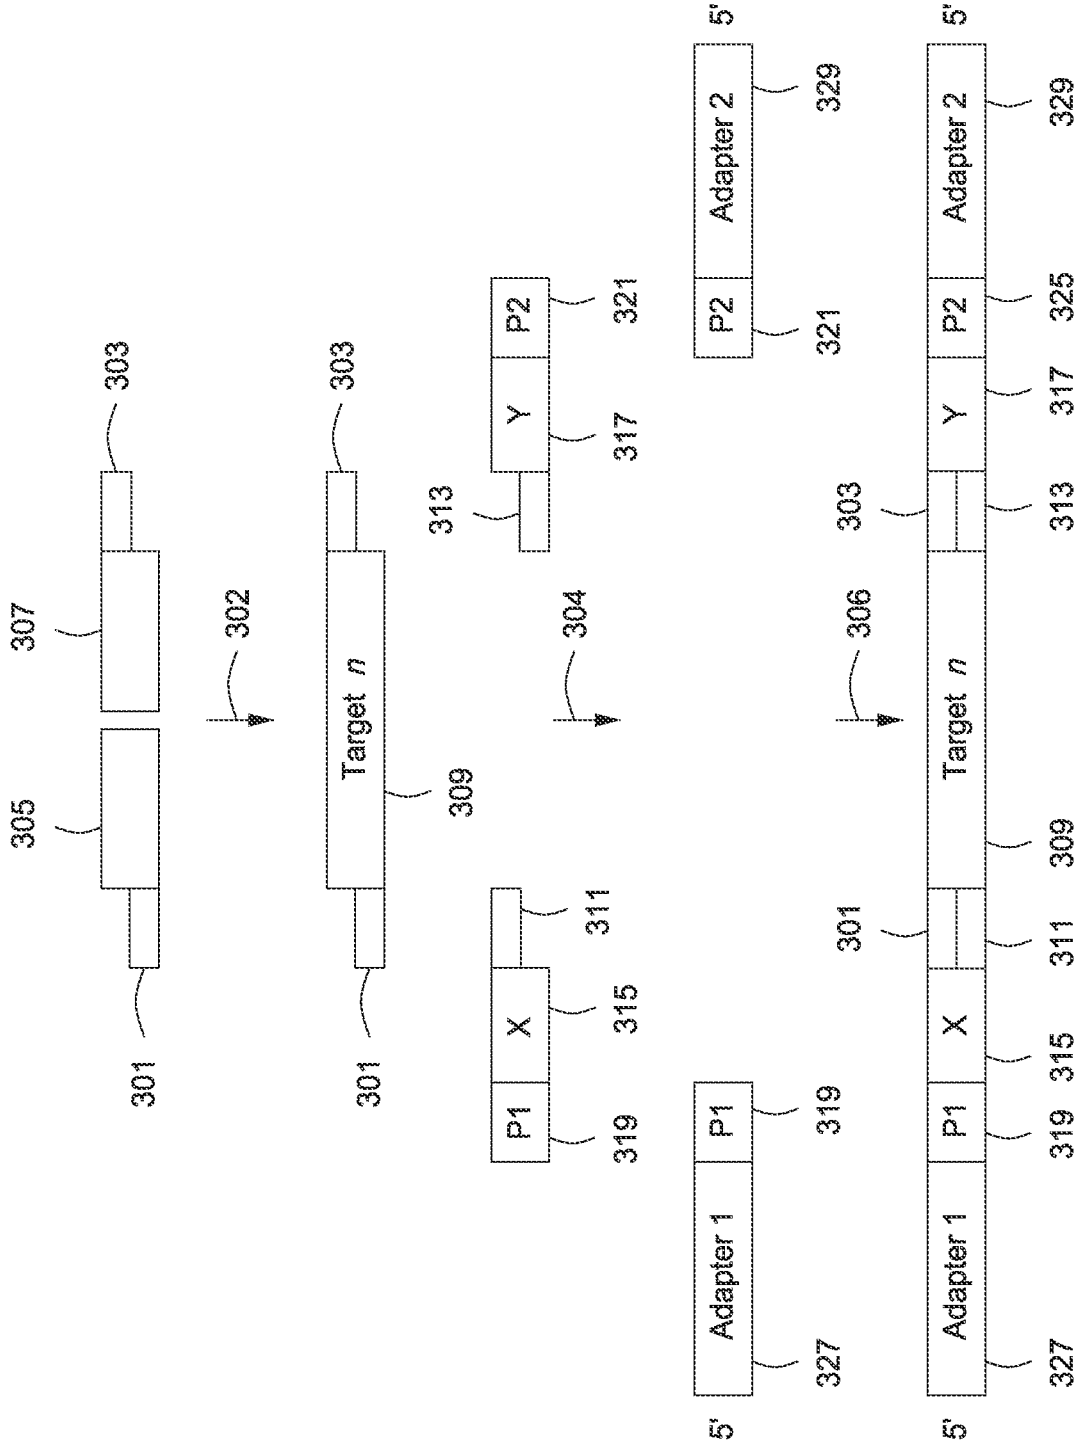 305 307
301 303
302
Target n
301 309 303
313
P1 X Y P2
319 315 311 317 321
304
5' Adapter 1 P1 P2 Adapter 2 5'
327 319 321 329
306
301 303
5' Adapter 1 P1 X Target n Y P2 Adapter 2 5'
327 319 315 311 309 313 317 325 329